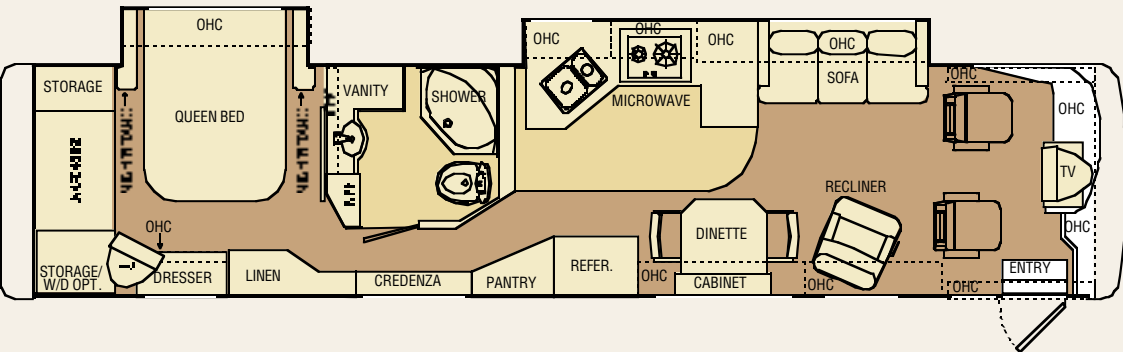 OHC
OHC
OHC
OHC
OHC
OHC
STORAGE
QUEEN BED
VANITY
SHOWER
MICROWAVE
SOFA
OHC
TV
RECLINER
OHC
OHC
DINETTE
STORAGE/
W/D OPT.
DRESSER
LINEN
CREDENZA
PANTRY
REFER.
OHC
CABINET
OHC
OHC
ENTRY